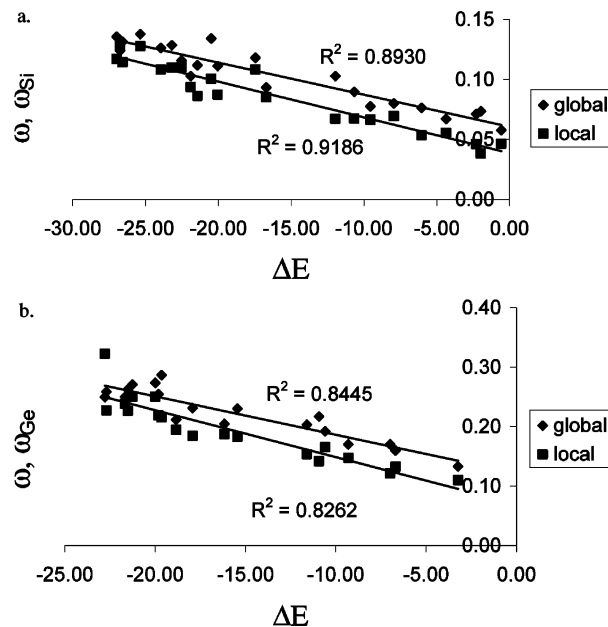 a.
0.15
R² = 0.8930
0.10
ω, ωSi
global
local
0.05
R² = 0.9186
0.00
-30.00 -25.00 -20.00 -15.00 -10.00 -5.00 0.00
ΔE
b.
0.40
0.30
R² = 0.8445
ω, ωGe
0.20
global
local
0.10
R² = 0.8262
0.00
-25.00 -20.00 -15.00 -10.00 -5.00 0.00
ΔE